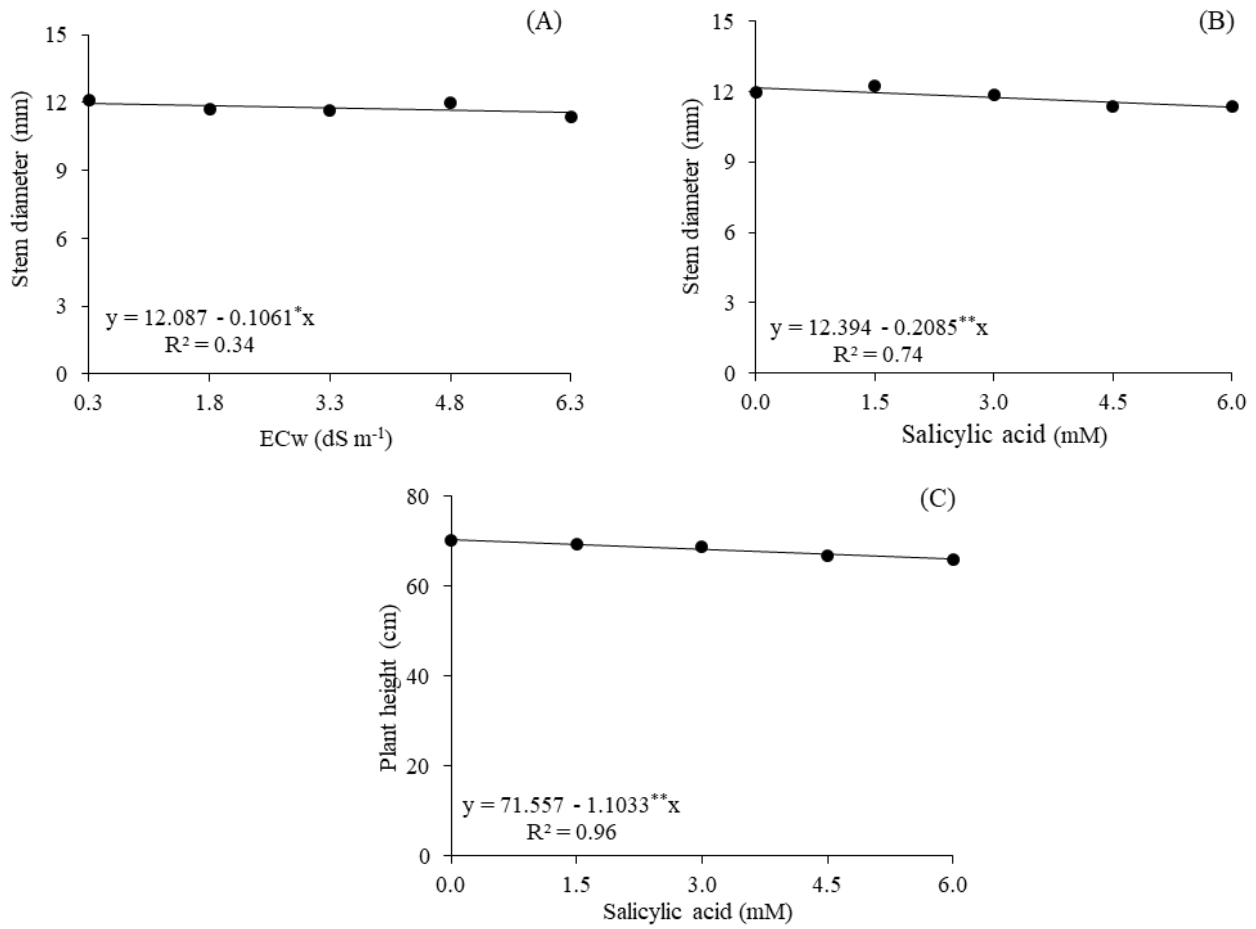 (A)
15
12
9
6
3
0
Stem diameter (mm)
y = 12.087 - 0.1061*x
R² = 0.34
0.3 1.8 3.3 4.8 6.3
ECw (dS m⁻¹)
(B)
15
12
9
6
3
0
Stem diameter (mm)
y = 12.394 - 0.2085**x
R² = 0.74
0.0 1.5 3.0 4.5 6.0
Salicylic acid (mM)
(C)
80
60
40
20
0
Plant height (cm)
y = 71.557 - 1.1033**x
R² = 0.96
0.0 1.5 3.0 4.5 6.0
Salicylic acid (mM)